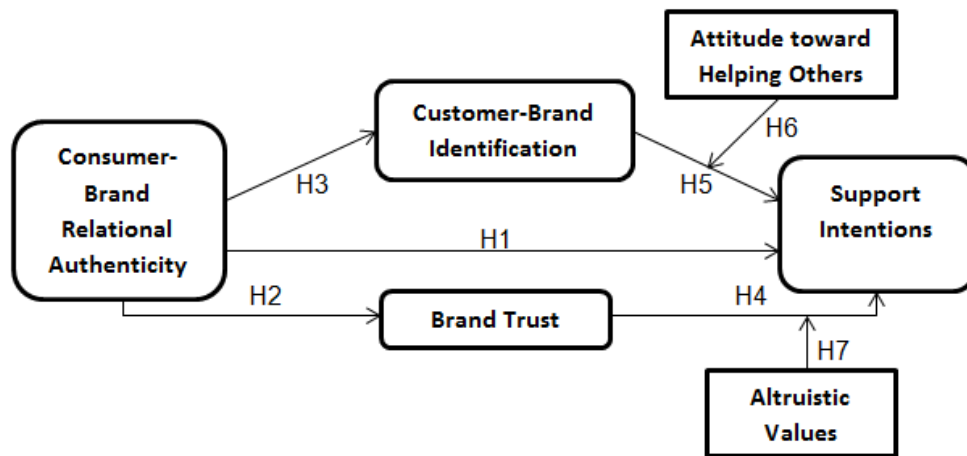 Attitude toward
Helping Others
Customer-Brand
Identification
H6
Consumer-
Brand
Relational
Authenticity
H3
H5
Support
Intentions
H1
H2
Brand Trust
H4
H7
Altruistic
Values